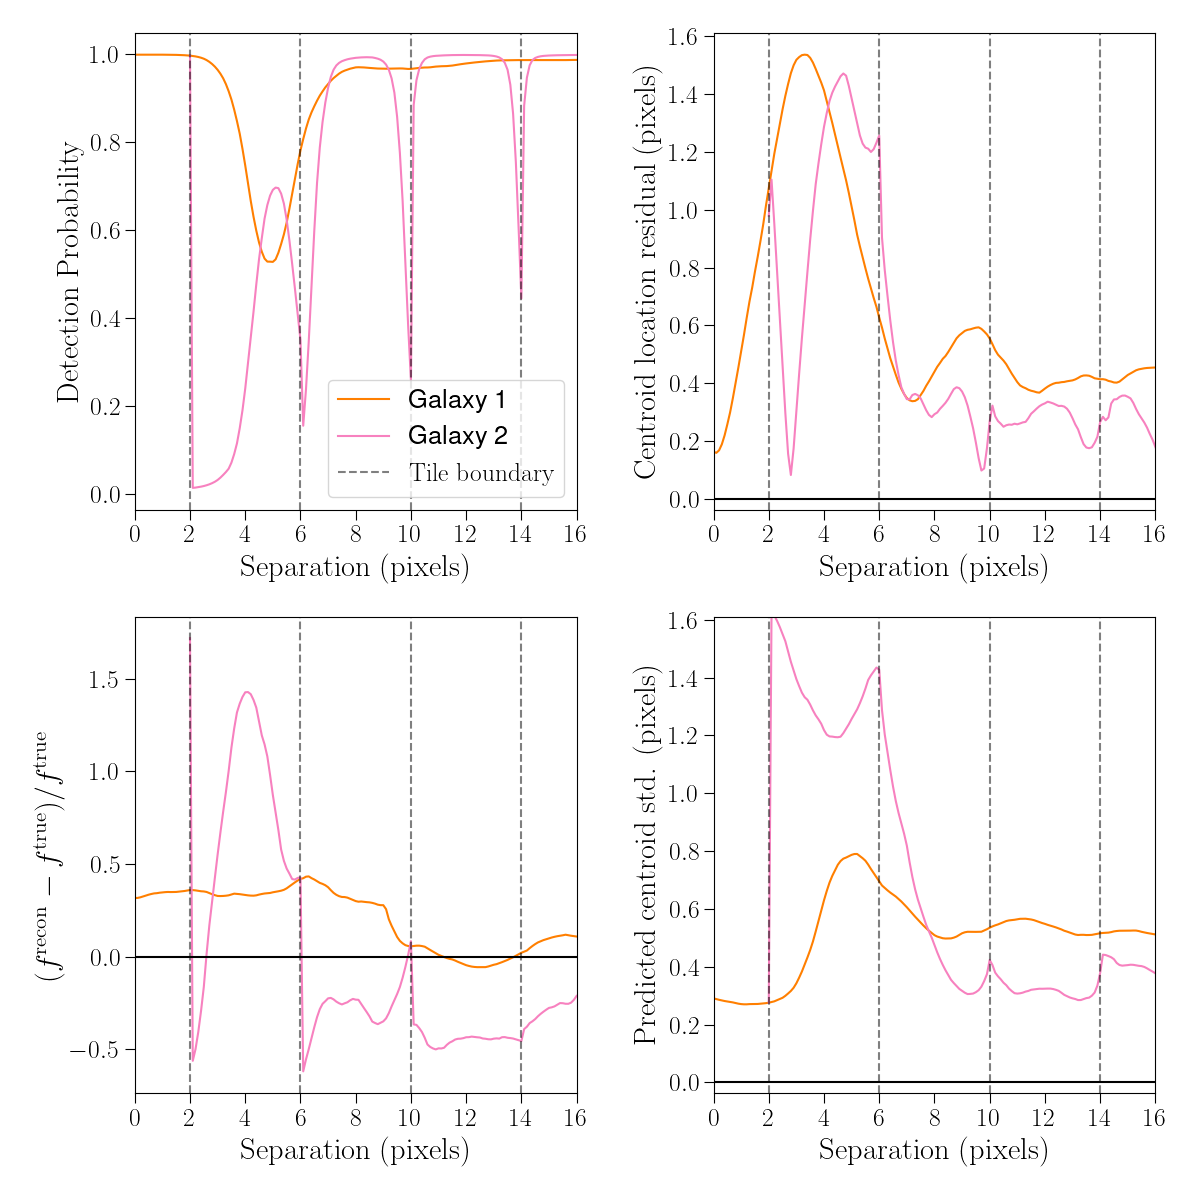 Detection Probability
1.0
0.8
0.6
0.4
0.2
0.0
0 2 4 6 8 10 12 14 16
Separation (pixels)
Galaxy 1
Galaxy 2
Tile boundary
Centroid location residual (pixels)
1.6
1.4
1.2
1.0
0.8
0.6
0.4
0.2
0.0
0 2 4 6 8 10 12 14 16
Separation (pixels)
(f^recon − f^true)/f^true
1.5
1.0
0.5
0.0
−0.5
0 2 4 6 8 10 12 14 16
Separation (pixels)
Predicted centroid std. (pixels)
1.6
1.4
1.2
1.0
0.8
0.6
0.4
0.2
0.0
0 2 4 6 8 10 12 14 16
Separation (pixels)